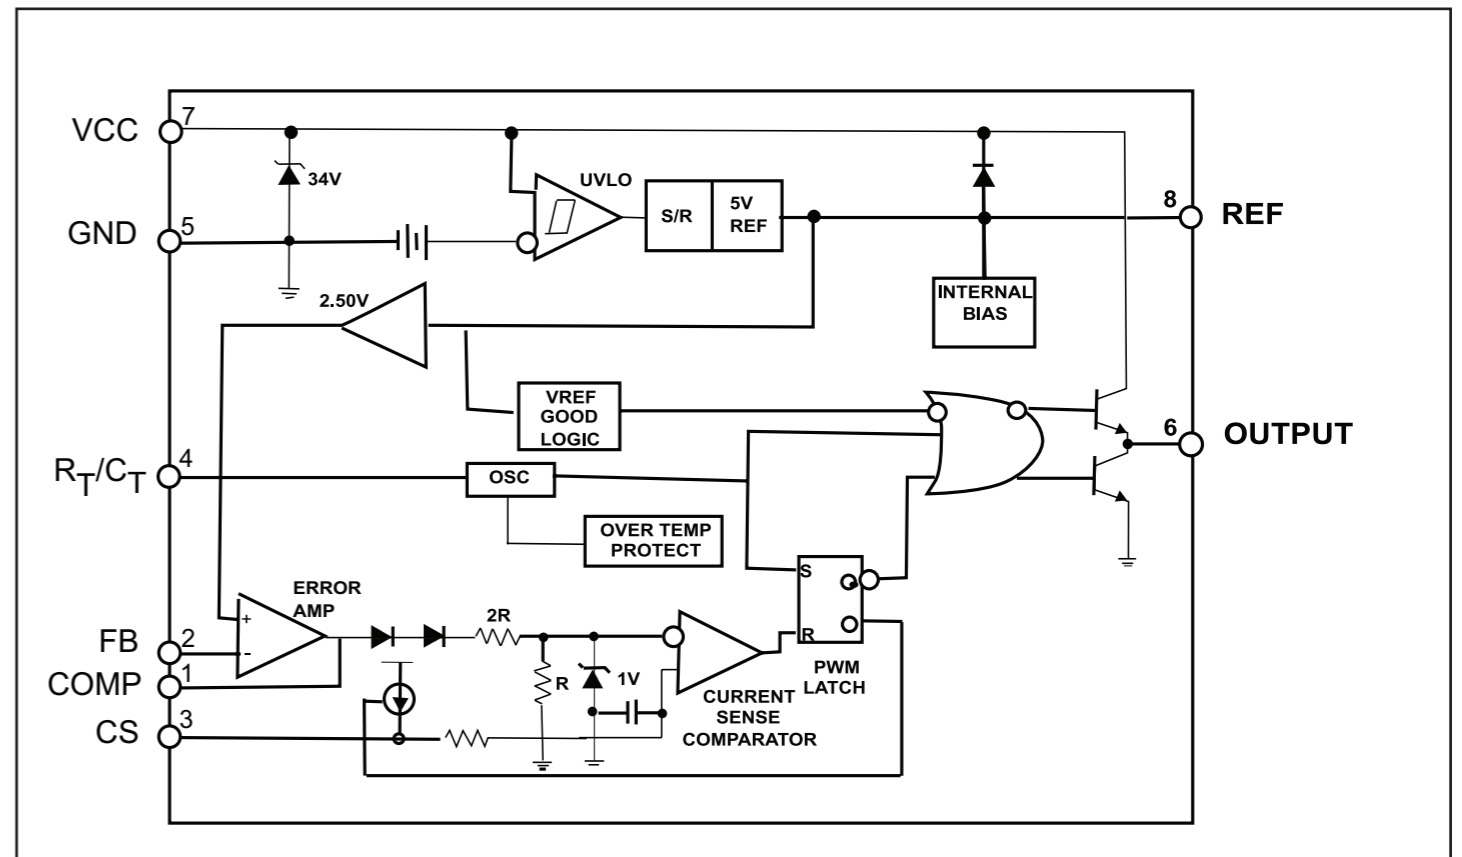 7
VCC
34V
UVLO
S/R
5V
REF
8
REF
5
GND
2.50V
INTERNAL
BIAS
VREF
GOOD
LOGIC
6
OUTPUT
4
RT/CT
OSC
OVER TEMP
PROTECT
S
R
PWM
LATCH
ERROR
AMP
+
-
2R
R
1V
FB
2
COMP
1
CS
3
CURRENT
SENSE
COMPARATOR